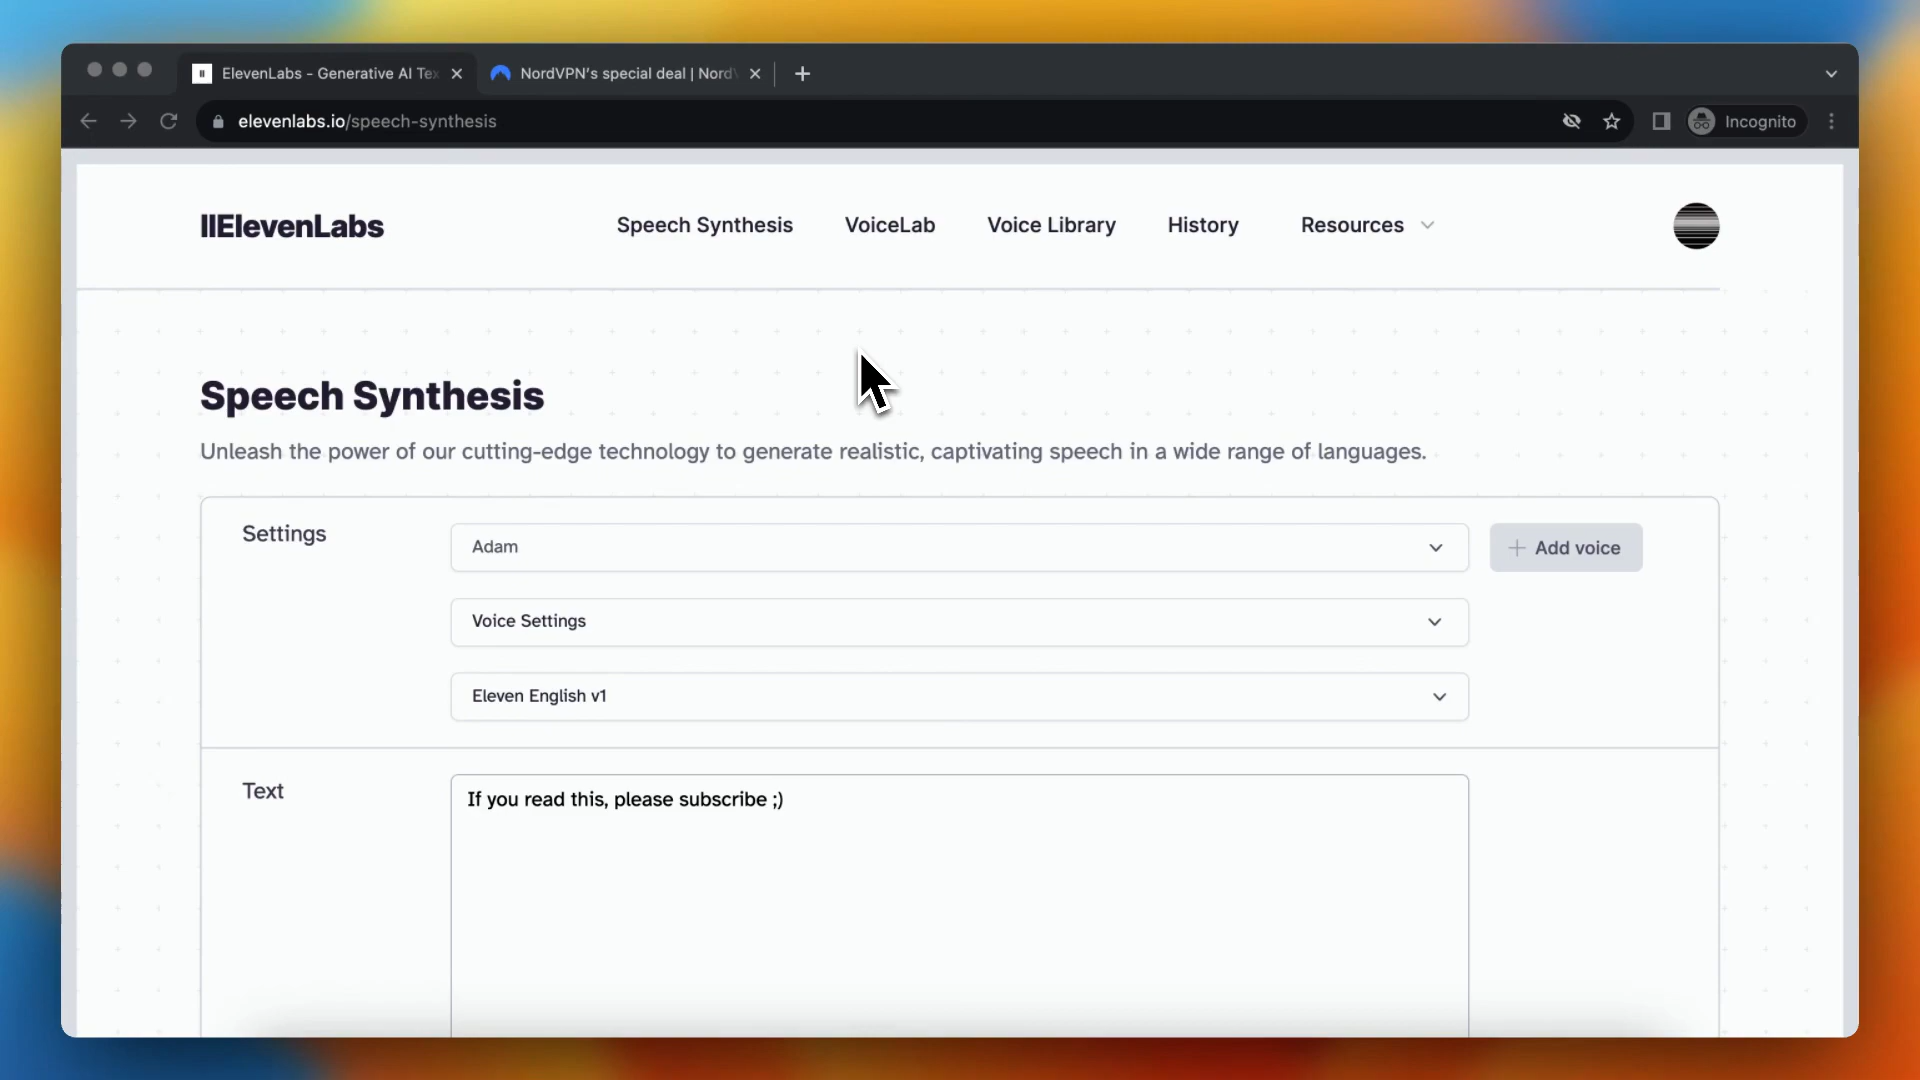 ElevenLabs - Generative AI Tex
NordVPN's special deal | Nord
elevenlabs.io/speech-synthesis
Incognito
IIElevenLabs
Speech Synthesis
VoiceLab
Voice Library
History
Resources
Speech Synthesis
Unleash the power of our cutting-edge technology to generate realistic, captivating speech in a wide range of languages.
Settings
Adam
+ Add voice
Voice Settings
Eleven English v1
Text
If you read this, please subscribe ;)